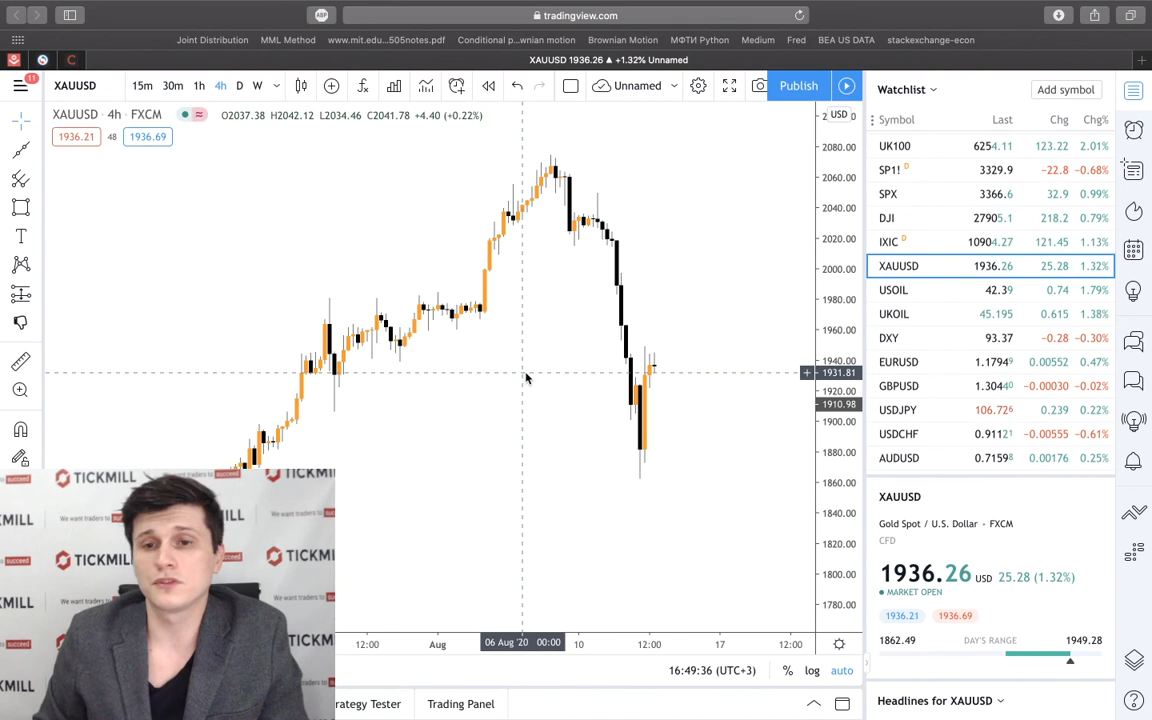 ABP
tradingview.com
Joint Distribution
MML Method
www.mit.edu...505notes.pdf
Conditional p...wnian motion
Brownian Motion
МФТИ Python
Medium
Fred
BEA US DATA
stackexchange-econ
XAUUSD 1936.26 ▲ +1.32% Unnamed
11
XAUUSD
15m 30m 1h 4h D W
Unnamed
Publish
XAUUSD · 4h · FXCM
O2037.38 H2042.12 L2034.46 C2041.78 +4.40 (+0.22%)
1936.21 48 1936.69
USD
2080.00
2060.00
2040.00
2020.00
2000.00
1980.00
1960.00
1940.00
1931.81
1920.00
1910.98
1900.00
1880.00
1860.00
1840.00
1820.00
1800.00
1780.00
12:00
Aug
06 Aug '20 00:00
10
12:00
17
12:00
16:49:36 (UTC+3)
% log auto
rategy Tester
Trading Panel
Watchlist
Add symbol
Symbol Last Chg Chg%
UK100 6254.11 123.22 2.01%
SP1! D 3329.9 −22.8 −0.68%
SPX 3366.6 32.9 0.99%
DJI 27905.1 218.2 0.79%
IXIC D 10904.27 121.45 1.13%
XAUUSD 1936.26 25.28 1.32%
USOIL 42.39 0.74 1.79%
UKOIL 45.195 0.615 1.38%
DXY 93.37 −0.28 −0.30%
EURUSD 1.17949 0.00552 0.47%
GBPUSD 1.30440 −0.00030 −0.02%
USDJPY 106.726 0.239 0.22%
USDCHF 0.91121 −0.00555 −0.61%
AUDUSD 0.71598 0.00176 0.25%
XAUUSD
Gold Spot / U.S. Dollar · FXCM
CFD
1936.26 USD 25.28 (1.32%)
MARKET OPEN
1936.21 1936.69
1862.49 DAY'S RANGE 1949.28
Headlines for XAUUSD
TICKMILL
We want traders to succeed
TICKMILL